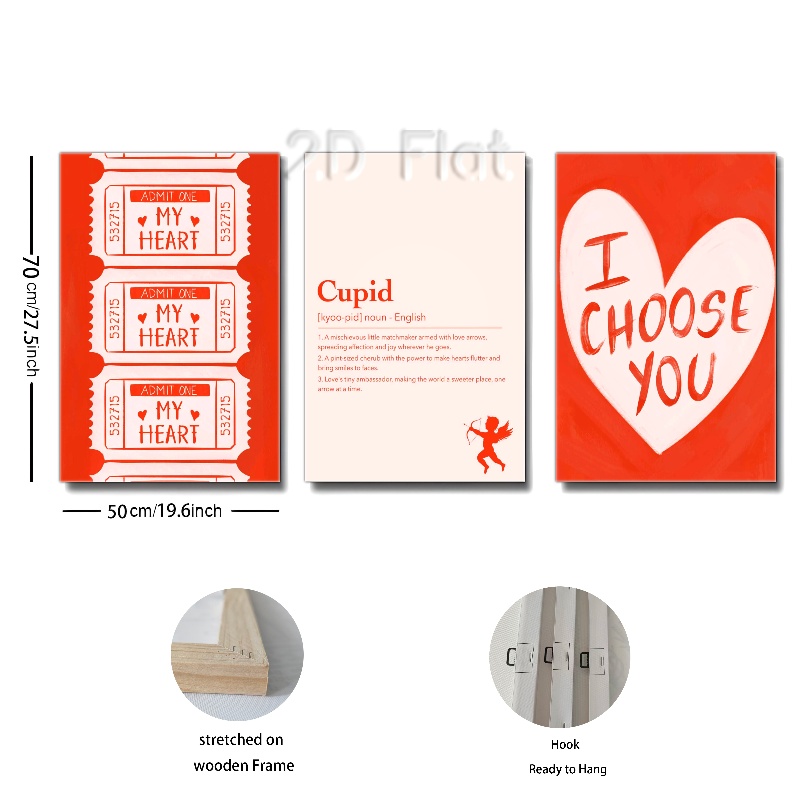 2D Flat
ADMIT ONE
532715
MY
HEART
532715
ADMIT ONE
532715
MY
HEART
532715
ADMIT ONE
532715
MY
HEART
532715
Cupid
[kyoo-pid] noun - English
1. A mischievous little matchmaker armed with love arrows,
spreading affection and joy wherever he goes.
2. A pint-sized cherub with the power to make hearts flutter and
bring smiles to faces.
3. Love's tiny ambassador, making the world a sweeter place, one
arrow at a time.
I
CHOOSE
YOU
70cm/27.5inch
50cm/19.6inch
stretched on
wooden Frame
Hook
Ready to Hang